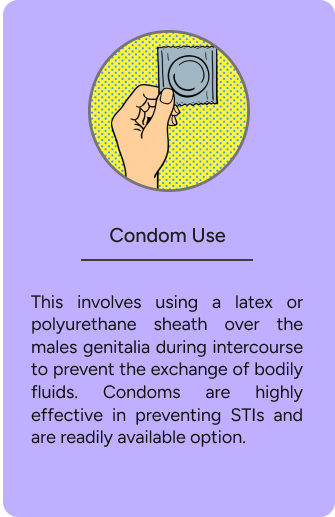 Condom Use
This involves using a latex or
polyurethane sheath over the
males genitalia during intercourse
to prevent the exchange of bodily
fluids. Condoms are highly
effective in preventing STIs and
are readily available option.